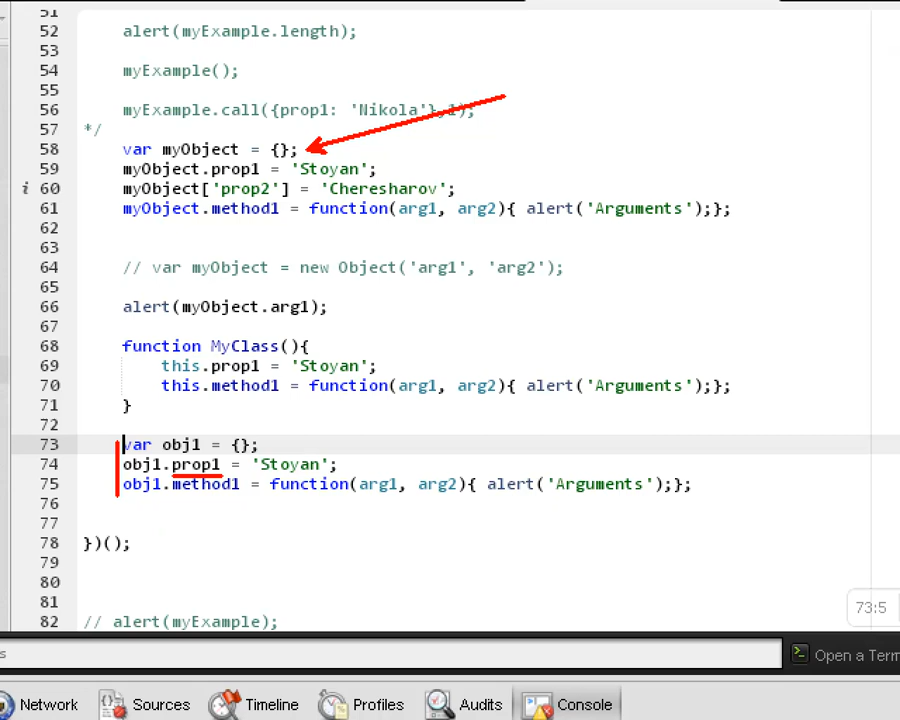 51
52 alert(myExample.length);
53
54 myExample();
55
56 myExample.call({prop1: 'Nikola'},1);
57 */
58 var myObject = {};
59 myObject.prop1 = 'Stoyan';
i 60 myObject['prop2'] = 'Cheresharov';
61 myObject.method1 = function(arg1, arg2){ alert('Arguments');};
62
63
64 // var myObject = new Object('arg1', 'arg2');
65
66 alert(myObject.arg1);
67
68 function MyClass(){
69 this.prop1 = 'Stoyan';
70 this.method1 = function(arg1, arg2){ alert('Arguments');};
71 }
72
73 var obj1 = {};
74 obj1.prop1 = 'Stoyan';
75 obj1.method1 = function(arg1, arg2){ alert('Arguments');};
76
77
78 })();
79
80
81
73:5
82 // alert(myExample);
s Open a Term
Network Sources Timeline Profiles Audits Console